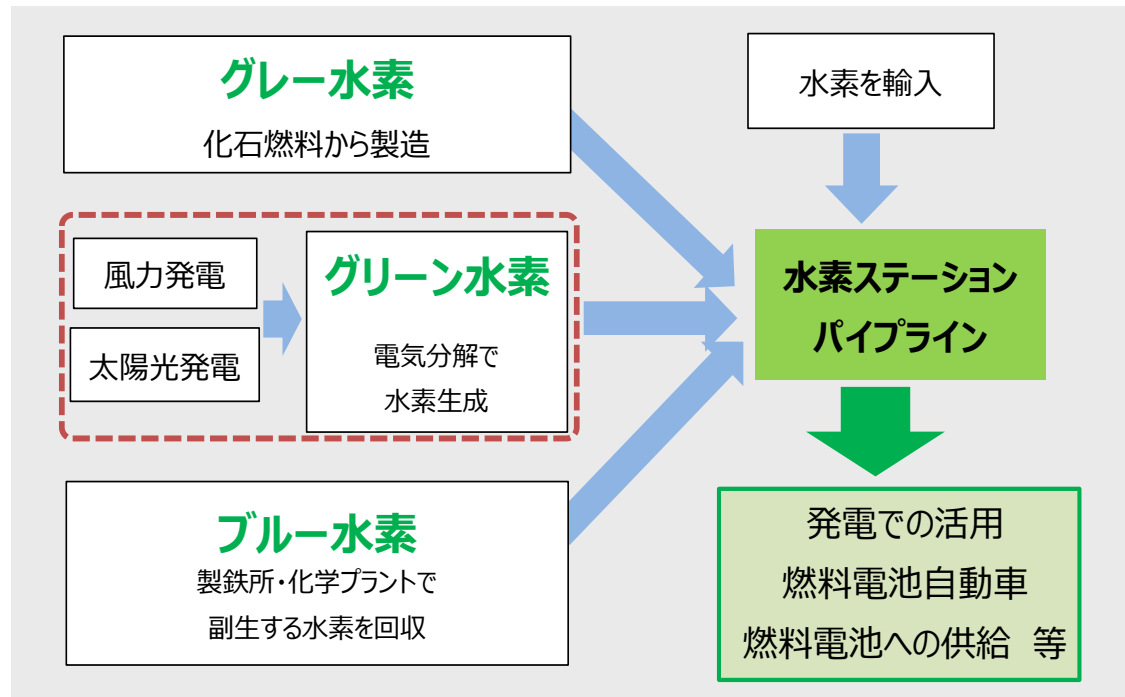 グレー水素
化石燃料から製造
水素を輸入
風力発電
太陽光発電
グリーン水素
電気分解で
水素生成
水素ステーション
パイプライン
ブルー水素
製鉄所・化学プラントで
副生する水素を回収
発電での活用
燃料電池自動車
燃料電池への供給 等